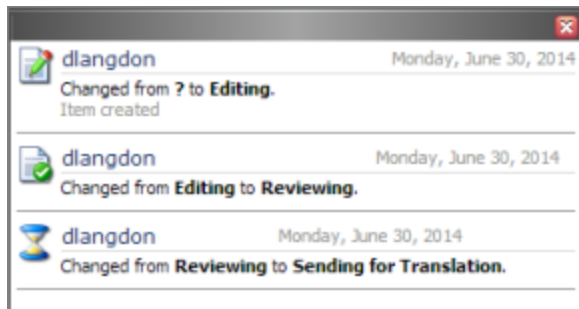 dlangdon Monday, June 30, 2014
Changed from ? to Editing.
Item created
dlangdon Monday, June 30, 2014
Changed from Editing to Reviewing.
dlangdon Monday, June 30, 2014
Changed from Reviewing to Sending for Translation.